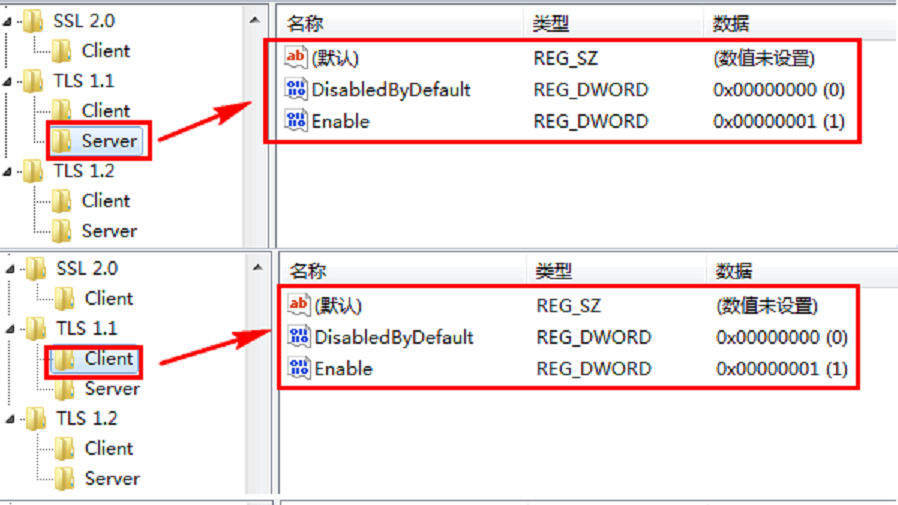 SSL 2.0
Client
TLS 1.1
Client
Server
TLS 1.2
Client
Server
名称 类型 数据
ab (默认) REG_SZ (数值未设置)
DisabledByDefault REG_DWORD 0x00000000 (0)
Enable REG_DWORD 0x00000001 (1)
SSL 2.0
Client
TLS 1.1
Client
Server
TLS 1.2
Client
Server
名称 类型 数据
ab (默认) REG_SZ (数值未设置)
DisabledByDefault REG_DWORD 0x00000000 (0)
Enable REG_DWORD 0x00000001 (1)